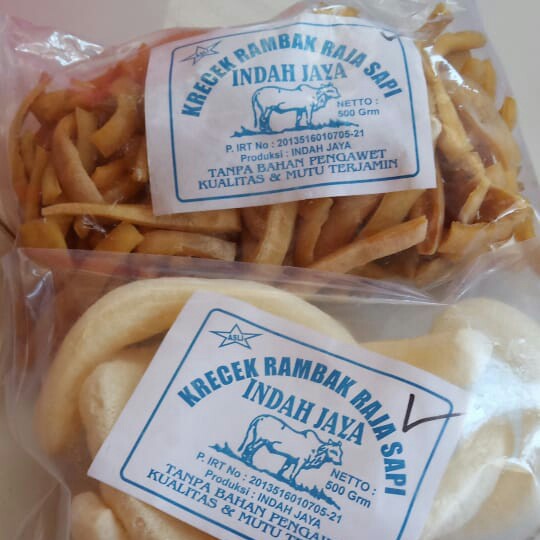 KRECEK RAMBAK RAJA SAPI
INDAH JAYA
NETTO :
500 Grm
P. IRT No : 2013516010705-21
Produksi : INDAH JAYA
TANPA BAHAN PENGAWET
KUALITAS & MUTU TERJAMIN
ASLI
KRECEK RAMBAK RAJA SAPI
INDAH JAYA
NETTO :
500 Grm
P. IRT No : 2013516010705-21
Produksi : INDAH JAYA
TANPA BAHAN PENGAWET
KUALITAS & MUTU TERJAMIN